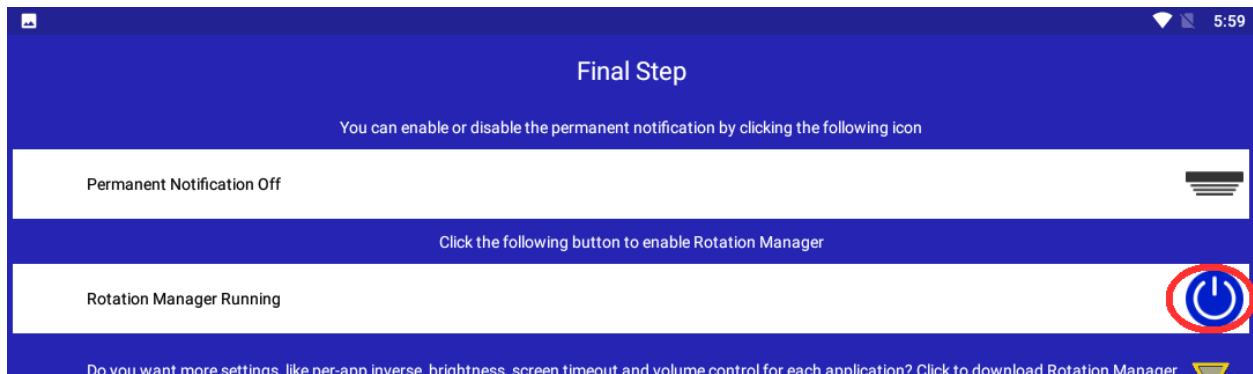 5:59
Final Step
You can enable or disable the permanent notification by clicking the following icon
Permanent Notification Off
Click the following button to enable Rotation Manager
Rotation Manager Running
Do you want more settings, like per-app inverse, brightness, screen timeout and volume control for each application? Click to download Rotation Manager